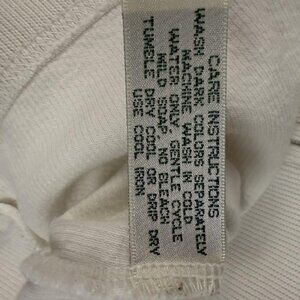 CARE INSTRUCTIONS
WASH DARK COLORS SEPARATELY
MACHINE WASH IN COLD
WATER ONLY, GENTLE CYCLE
MILD SOAP, NO BLEACH
TUMBLE DRY COOL OR DRIP DRY
USE COOL IRON